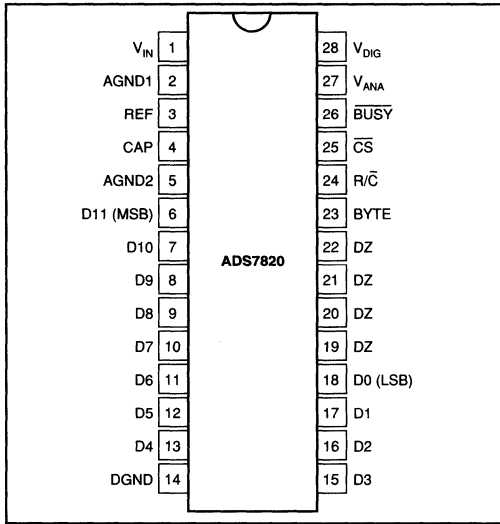 V_IN 1 28 V_DIG
AGND1 2 27 V_ANA
REF 3 26 B̅U̅S̅Y̅
CAP 4 25 C̅S̅
AGND2 5 24 R/C̅
D11 (MSB) 6 23 BYTE
D10 7 22 DZ
ADS7820
D9 8 21 DZ
D8 9 20 DZ
D7 10 19 DZ
D6 11 18 D0 (LSB)
D5 12 17 D1
D4 13 16 D2
DGND 14 15 D3